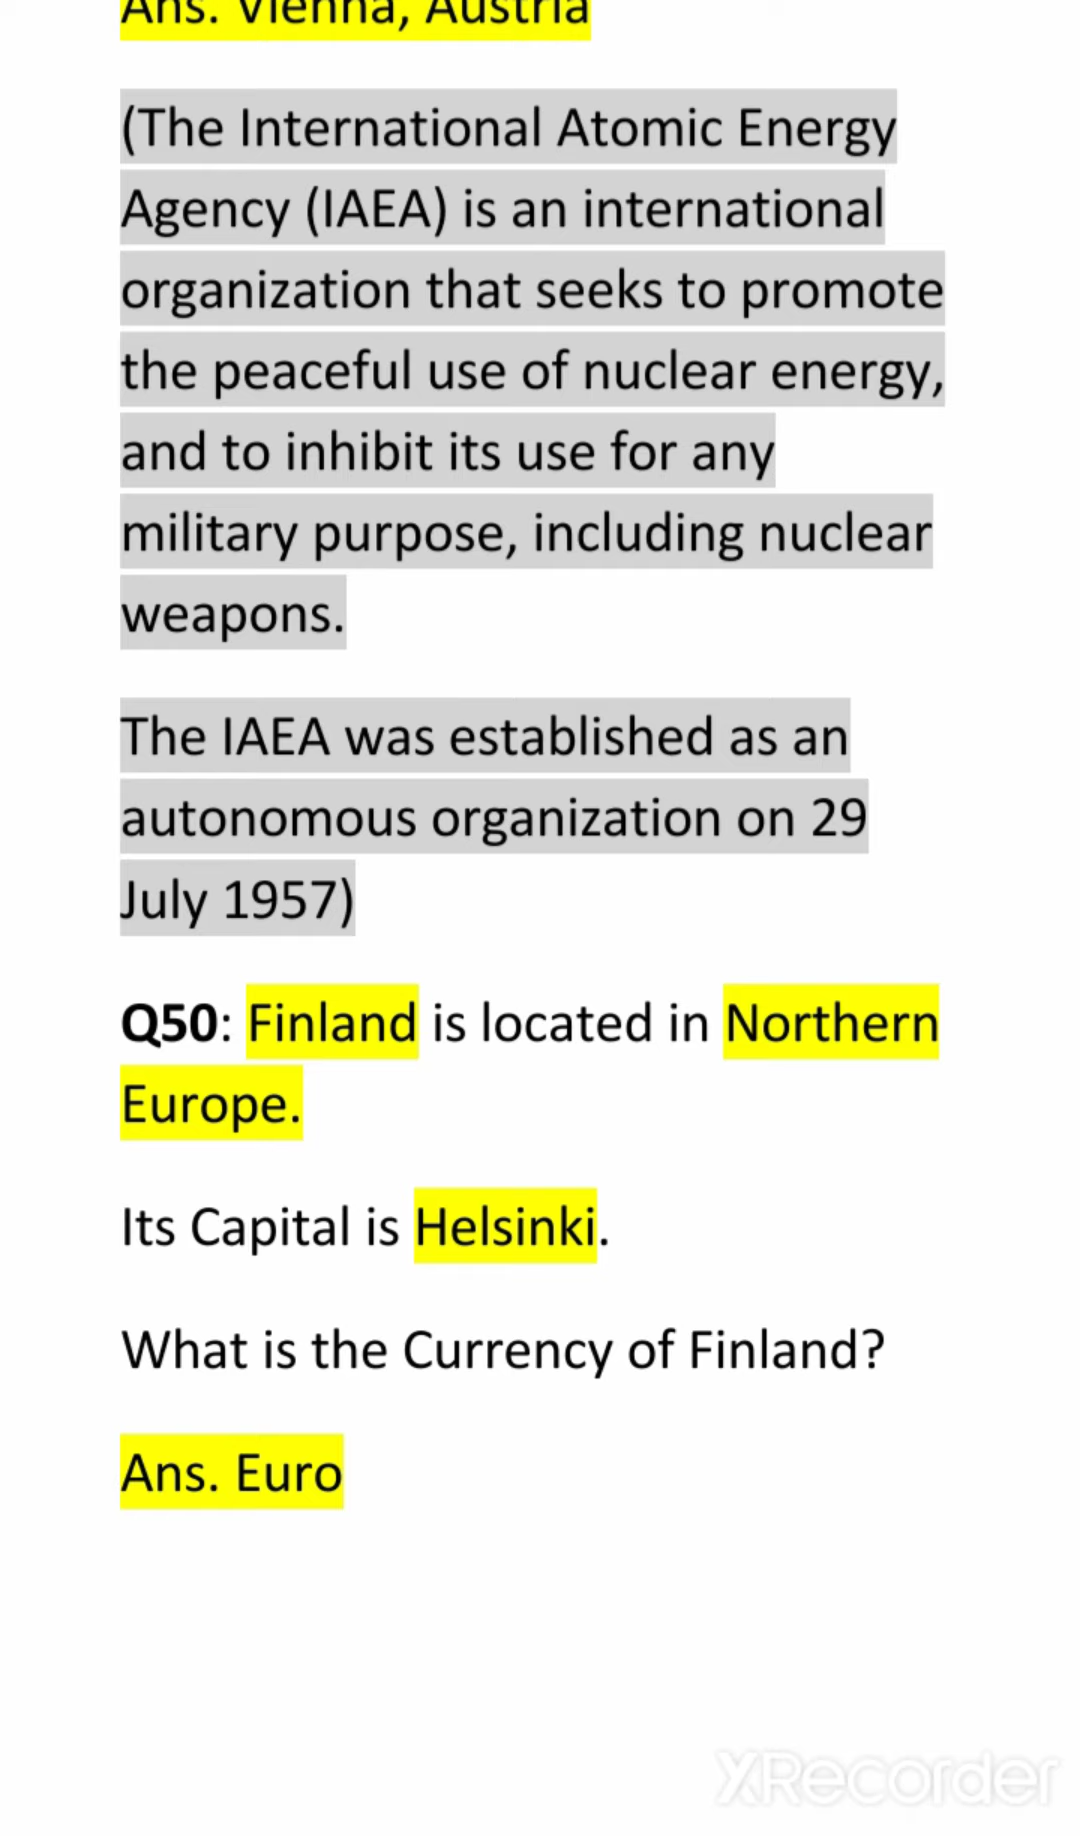 Ans. Vienna, Austria
(The International Atomic Energy
Agency (IAEA) is an international
organization that seeks to promote
the peaceful use of nuclear energy,
and to inhibit its use for any
military purpose, including nuclear
weapons.
The IAEA was established as an
autonomous organization on 29
July 1957)
Q50: Finland is located in Northern
Europe.
Its Capital is Helsinki.
What is the Currency of Finland?
Ans. Euro
XRecorder